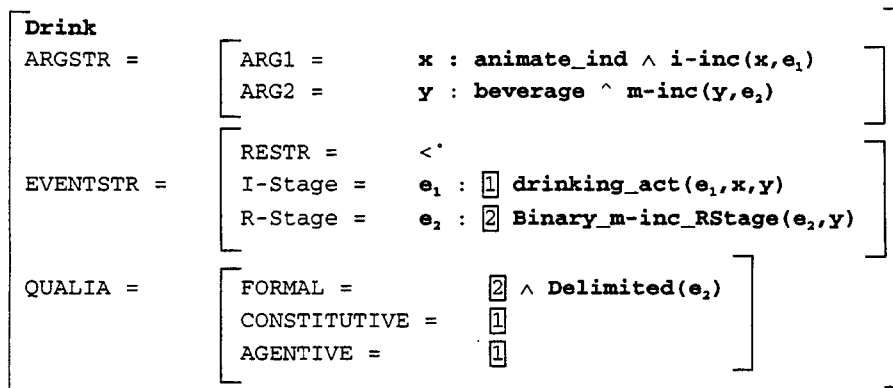 Drink
ARGSTR = ARG1 = x : animate_ind ∧ i-inc(x,e₁)
ARG2 = y : beverage ^ m-inc(y,e₂)
RESTR = <˚
EVENTSTR = I-Stage = e₁ : 1 drinking_act(e₁,x,y)
R-Stage = e₂ : 2 Binary_m-inc_RStage(e₂,y)
QUALIA = FORMAL = 2 ∧ Delimited(e₂)
CONSTITUTIVE = 1
AGENTIVE = 1